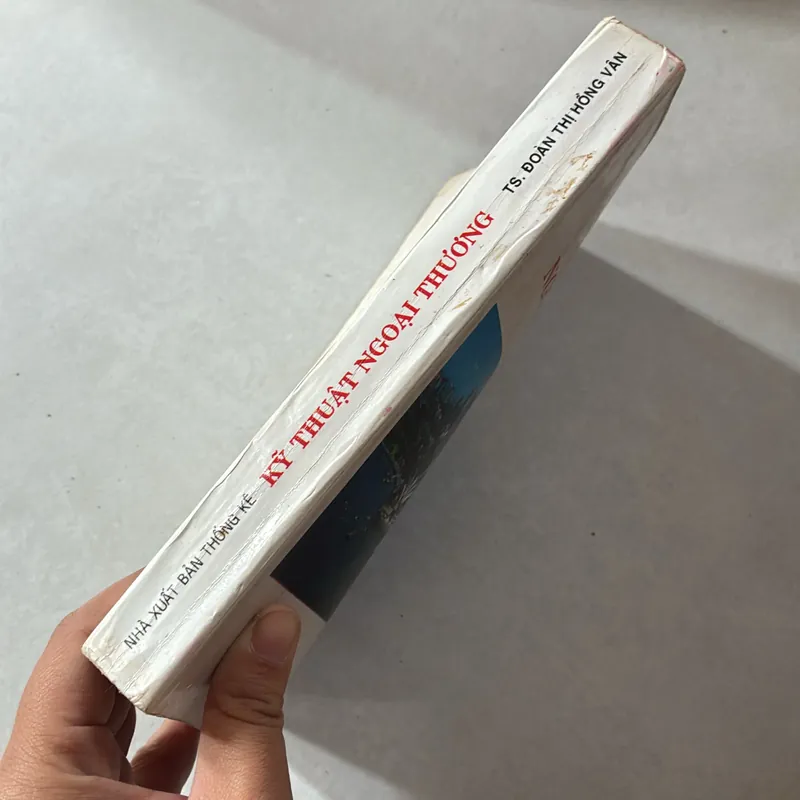 NHÀ XUẤT BẢN THỐNG KÊ
KỸ THUẬT NGOẠI THƯƠNG
TS. ĐOÀN THỊ HỒNG VÂN